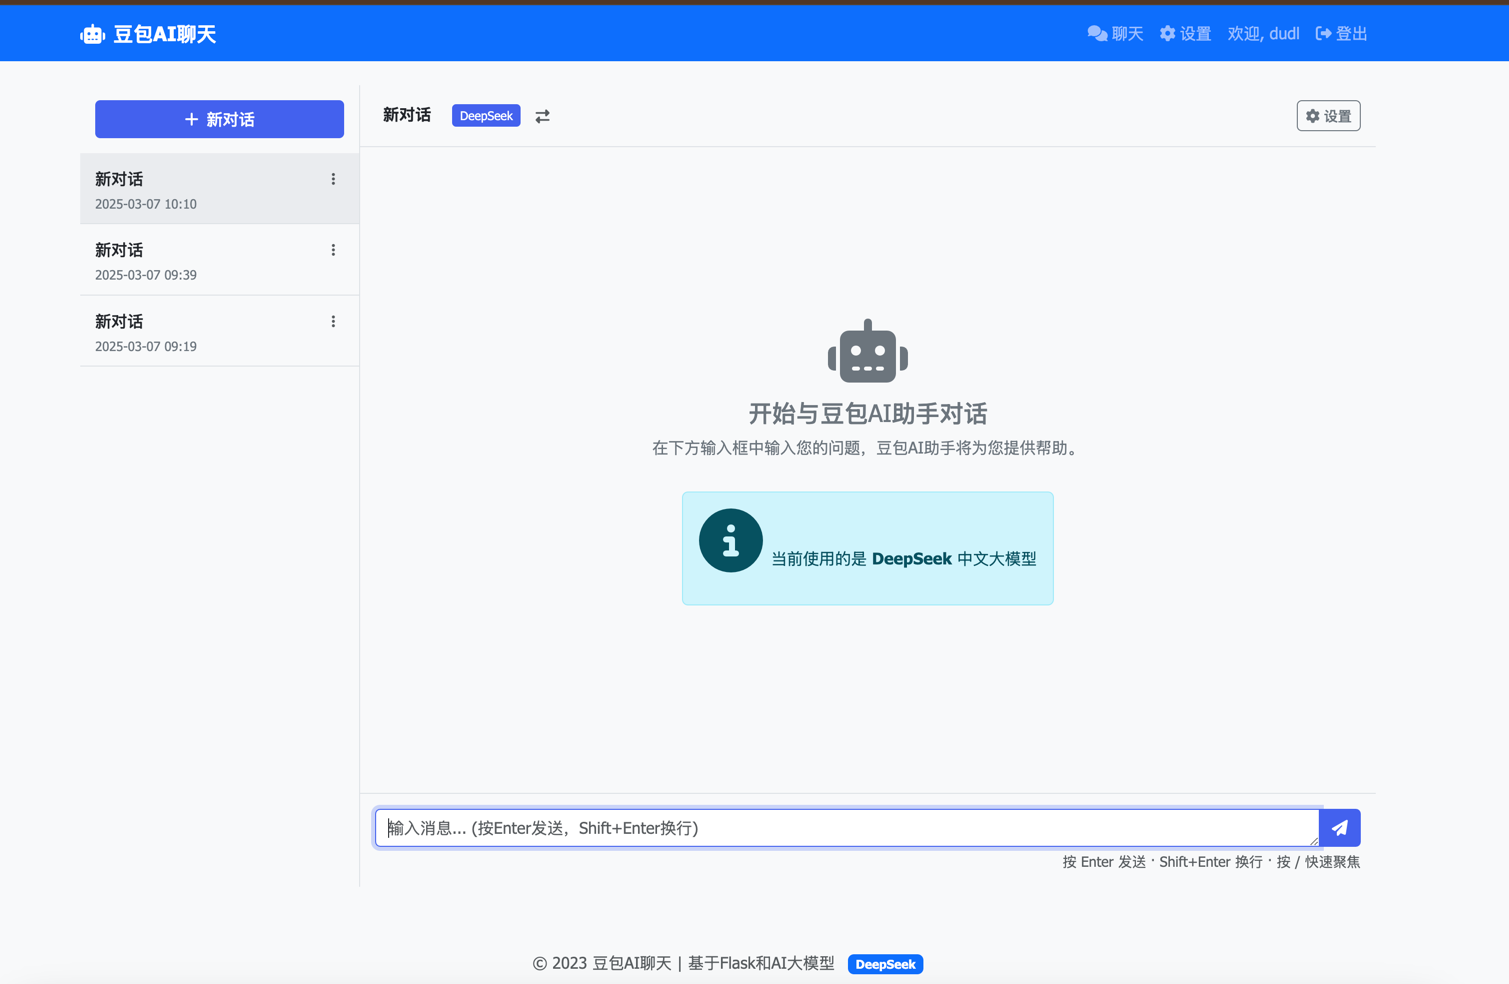 豆包AI聊天
聊天 设置 欢迎, dudl 登出
新对话
新对话
2025-03-07 10:10
新对话
2025-03-07 09:39
新对话
2025-03-07 09:19
新对话 DeepSeek
设置
开始与豆包AI助手对话
在下方输入框中输入您的问题，豆包AI助手将为您提供帮助。
当前使用的是 DeepSeek 中文大模型
输入消息... (按Enter发送，Shift+Enter换行)
按 Enter 发送 · Shift+Enter 换行 · 按 / 快速聚焦
© 2023 豆包AI聊天 | 基于Flask和AI大模型 DeepSeek